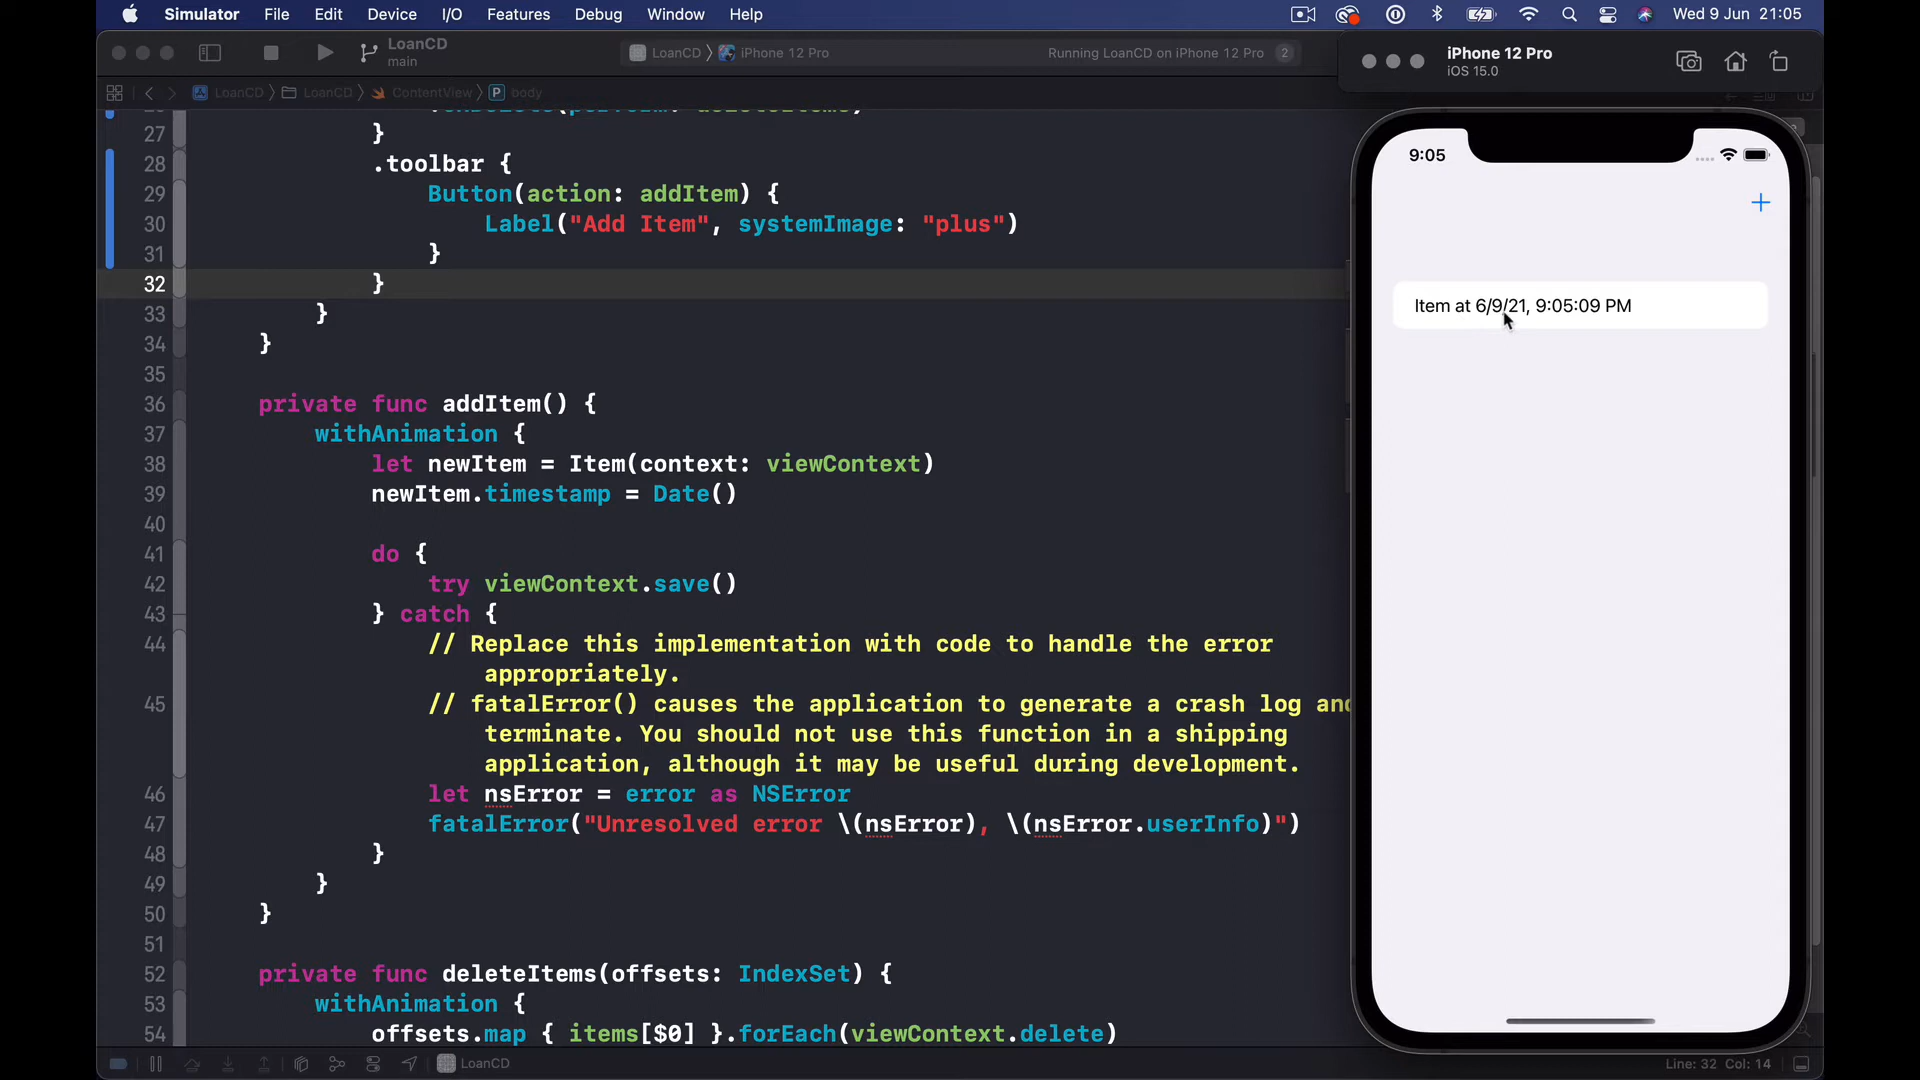 Simulator File Edit Device I/O Features Debug Window Help Wed 9 Jun 21:05
LoanCD
main
LoanCD iPhone 12 Pro Running LoanCD on iPhone 12 Pro 2
iPhone 12 Pro
iOS 15.0
LoanCD LoanCD ContentView P body
27 }
28 .toolbar {
29 Button(action: addItem) {
30 Label("Add Item", systemImage: "plus")
31 }
32 }
33 }
34 }
35
36 private func addItem() {
37 withAnimation {
38 let newItem = Item(context: viewContext)
39 newItem.timestamp = Date()
40
41 do {
42 try viewContext.save()
43 } catch {
44 // Replace this implementation with code to handle the error
appropriately.
45 // fatalError() causes the application to generate a crash log and
terminate. You should not use this function in a shipping
application, although it may be useful during development.
46 let nsError = error as NSError
47 fatalError("Unresolved error \(nsError), \(nsError.userInfo)")
48 }
49 }
50 }
51
52 private func deleteItems(offsets: IndexSet) {
53 withAnimation {
54 offsets.map { items[$0] }.forEach(viewContext.delete)
LoanCD
Line: 32 Col: 14
9:05
Item at 6/9/21, 9:05:09 PM